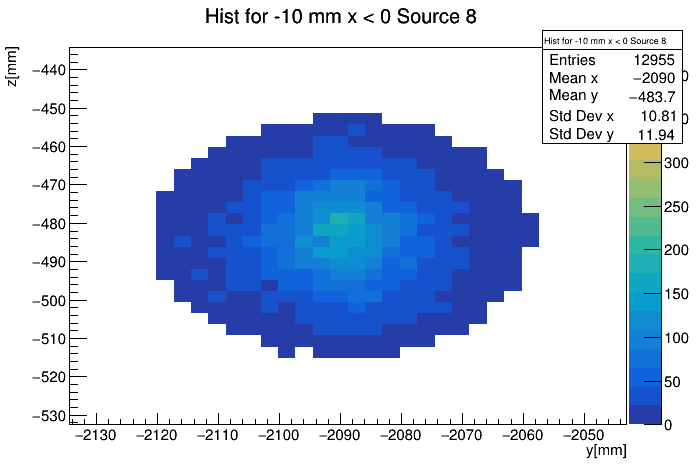 Hist for -10 mm x < 0 Source 8
Hist for -10 mm x < 0 Source 8
Entries 12955
Mean x −2090
Mean y −483.7
Std Dev x 10.81
Std Dev y 11.94
z[mm]
−440
−450
−460
−470
−480
−490
−500
−510
−520
−530
−2130 −2120 −2110 −2100 −2090 −2080 −2070 −2060 −2050
y[mm]
300
250
200
150
100
50
0